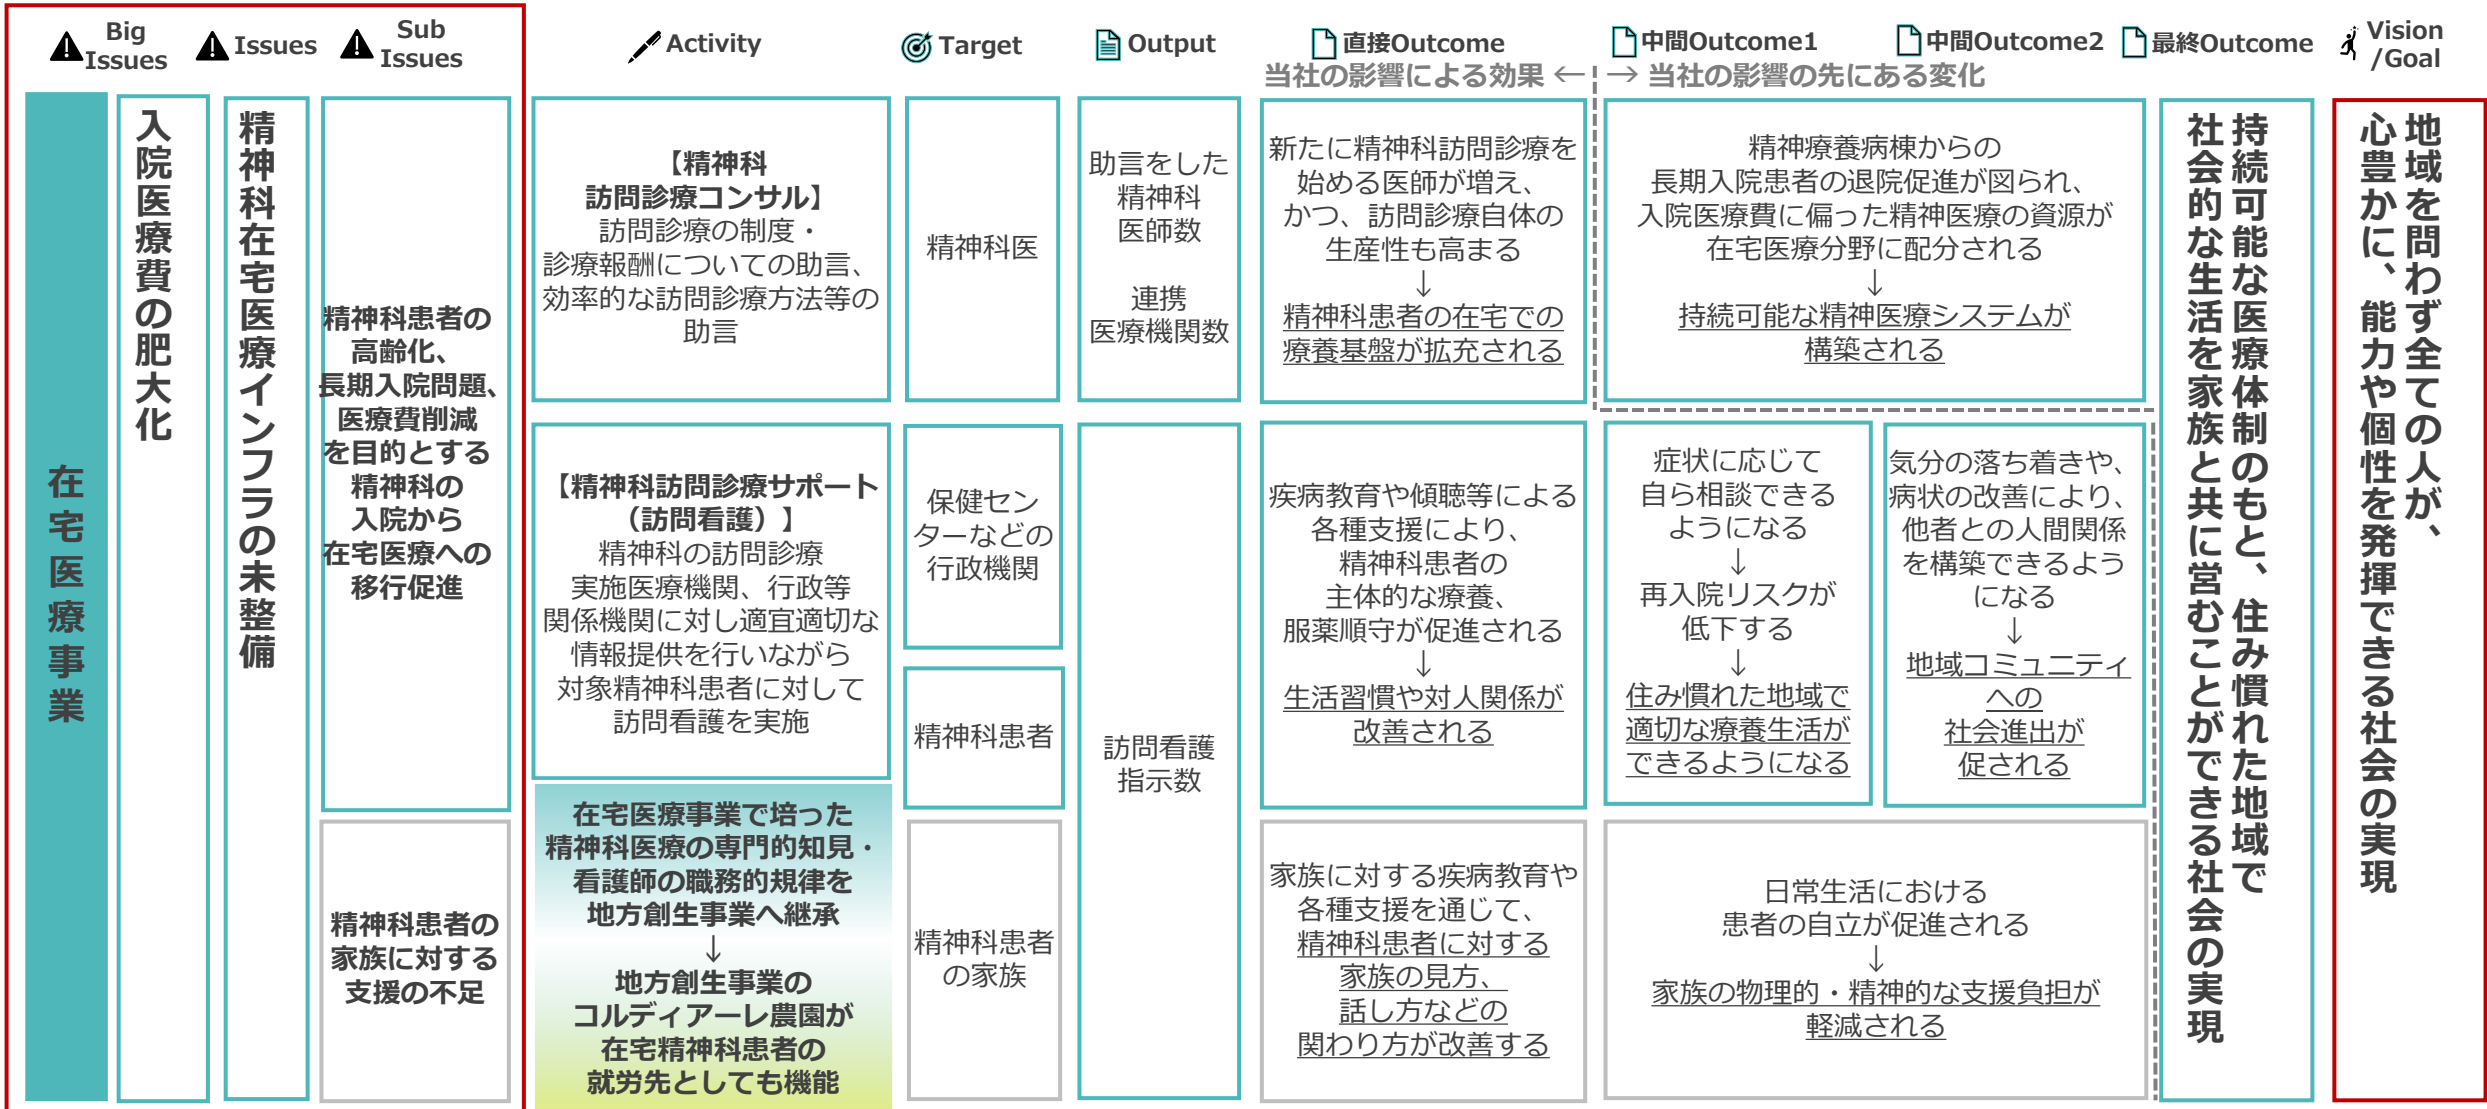 Big
Issues
Issues
Sub
Issues
Activity
Target
Output
直接Outcome
中間Outcome1
中間Outcome2
最終Outcome
Vision
/Goal
当社の影響による効果 ←
→ 当社の影響の先にある変化
在宅医療事業
入院医療費の肥大化
精神科在宅医療インフラの未整備
精神科患者の
高齢化、
長期入院問題、
医療費削減
を目的とする
精神科の
入院から
在宅医療への
移行促進
精神科患者の
家族に対する
支援の不足
【精神科
訪問診療コンサル】
訪問診療の制度・
診療報酬についての助言、
効率的な訪問診療方法等の
助言
【精神科訪問診療サポート
（訪問看護）】
精神科の訪問診療
実施医療機関、行政等
関係機関に対し適宜適切な
情報提供を行いながら
対象精神科患者に対して
訪問看護を実施
在宅医療事業で培った
精神科医療の専門的知見・
看護師の職務的規律を
地方創生事業へ継承
↓
地方創生事業の
コルディアーレ農園が
在宅精神科患者の
就労先としても機能
精神科医
保健セン
ターなどの
行政機関
精神科患者
精神科患者
の家族
助言をした
精神科
医師数
連携
医療機関数
訪問看護
指示数
新たに精神科訪問診療を
始める医師が増え、
かつ、訪問診療自体の
生産性も高まる
↓
精神科患者の在宅での
療養基盤が拡充される
疾病教育や傾聴等による
各種支援により、
精神科患者の
主体的な療養、
服薬順守が促進される
↓
生活習慣や対人関係が
改善される
家族に対する疾病教育や
各種支援を通じて、
精神科患者に対する
家族の見方、
話し方などの
関わり方が改善する
精神療養病棟からの
長期入院患者の退院促進が図られ、
入院医療費に偏った精神医療の資源が
在宅医療分野に配分される
↓
持続可能な精神医療システムが
構築される
症状に応じて
自ら相談できる
ようになる
↓
再入院リスクが
低下する
↓
住み慣れた地域で
適切な療養生活が
できるようになる
気分の落ち着きや、
病状の改善により、
他者との人間関係
を構築できるよう
になる
↓
地域コミュニティ
への
社会進出が
促される
日常生活における
患者の自立が促進される
↓
家族の物理的・精神的な支援負担が
軽減される
持続可能な医療体制のもと、住み慣れた地域で
社会的な生活を家族と共に営むことができる社会の実現
地域を問わず全ての人が、
心豊かに、能力や個性を発揮できる社会の実現